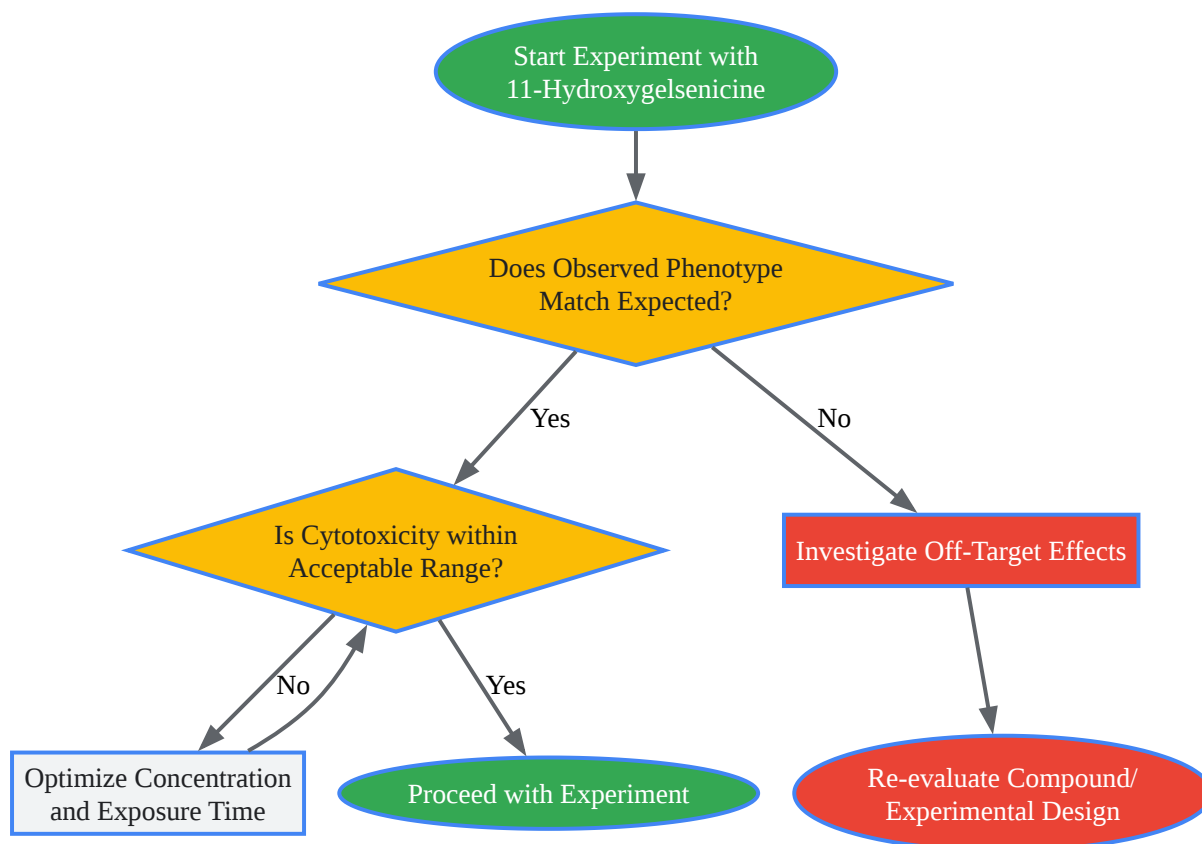 Start Experiment with
11-Hydroxygelsenicine
Does Observed Phenotype
Match Expected?
Yes
No
Is Cytotoxicity within
Acceptable Range?
Investigate Off-Target Effects
No
Yes
Optimize Concentration
and Exposure Time
Proceed with Experiment
Re-evaluate Compound/
Experimental Design